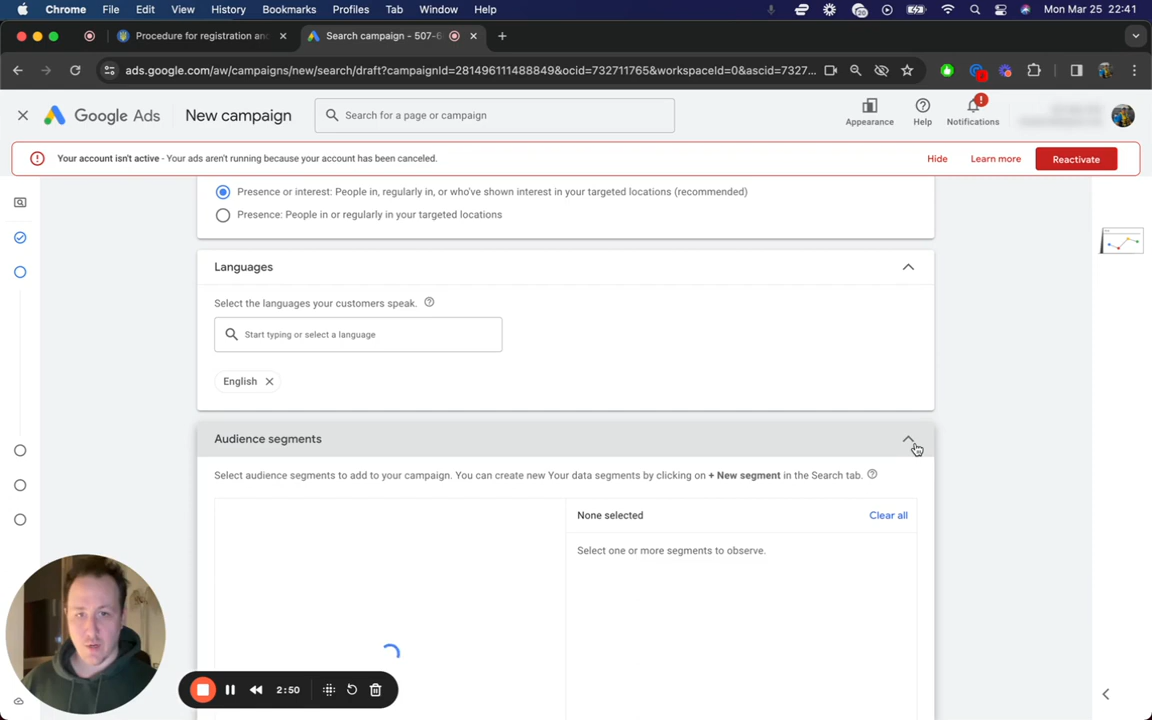 Chrome File Edit View History Bookmarks Profiles Tab Window Help
20
Mon Mar 25 22:41
Procedure for registration an
Search campaign - 507-6
ads.google.com/aw/campaigns/new/search/draft?campaignId=281496111488849&ocid=732711765&workspaceId=0&ascid=7327...
Google Ads
New campaign
Search for a page or campaign
Appearance
Help
Notifications
Your account isn't active - Your ads aren't running because your account has been canceled.
Hide
Learn more
Reactivate
Presence or interest: People in, regularly in, or who've shown interest in your targeted locations (recommended)
Presence: People in or regularly in your targeted locations
Languages
Select the languages your customers speak.
Start typing or select a language
English
Audience segments
Select audience segments to add to your campaign. You can create new Your data segments by clicking on + New segment in the Search tab.
None selected
Clear all
Select one or more segments to observe.
2:50